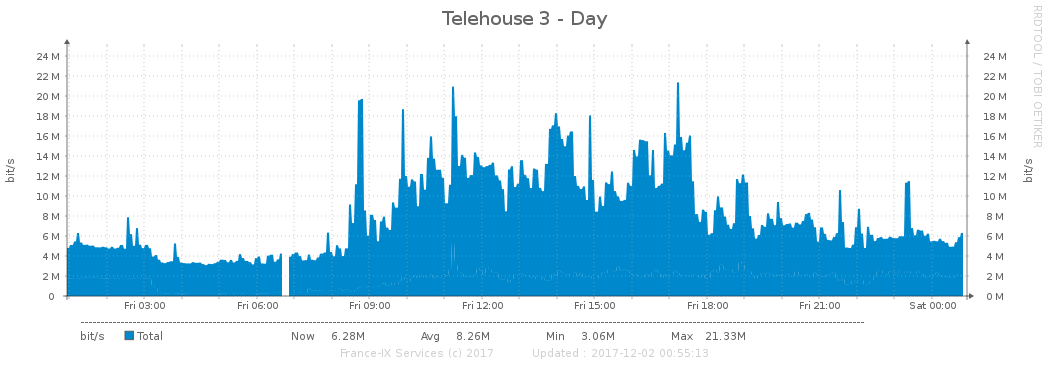 Telehouse 3 - Day
RRDTOOL / TOBI OETIKER
24 M 24 M
22 M 22 M
20 M 20 M
18 M 18 M
16 M 16 M
14 M 14 M
12 M 12 M
10 M 10 M
8 M 8 M
6 M 6 M
4 M 4 M
2 M 2 M
0 0 M
bit/s bit/s
Fri 03:00 Fri 06:00 Fri 09:00 Fri 12:00 Fri 15:00 Fri 18:00 Fri 21:00 Sat 00:00
bit/s Total Now 6.28M Avg 8.26M Min 3.06M Max 21.33M
France-IX Services (c) 2017 Updated : 2017-12-02 00:55:13